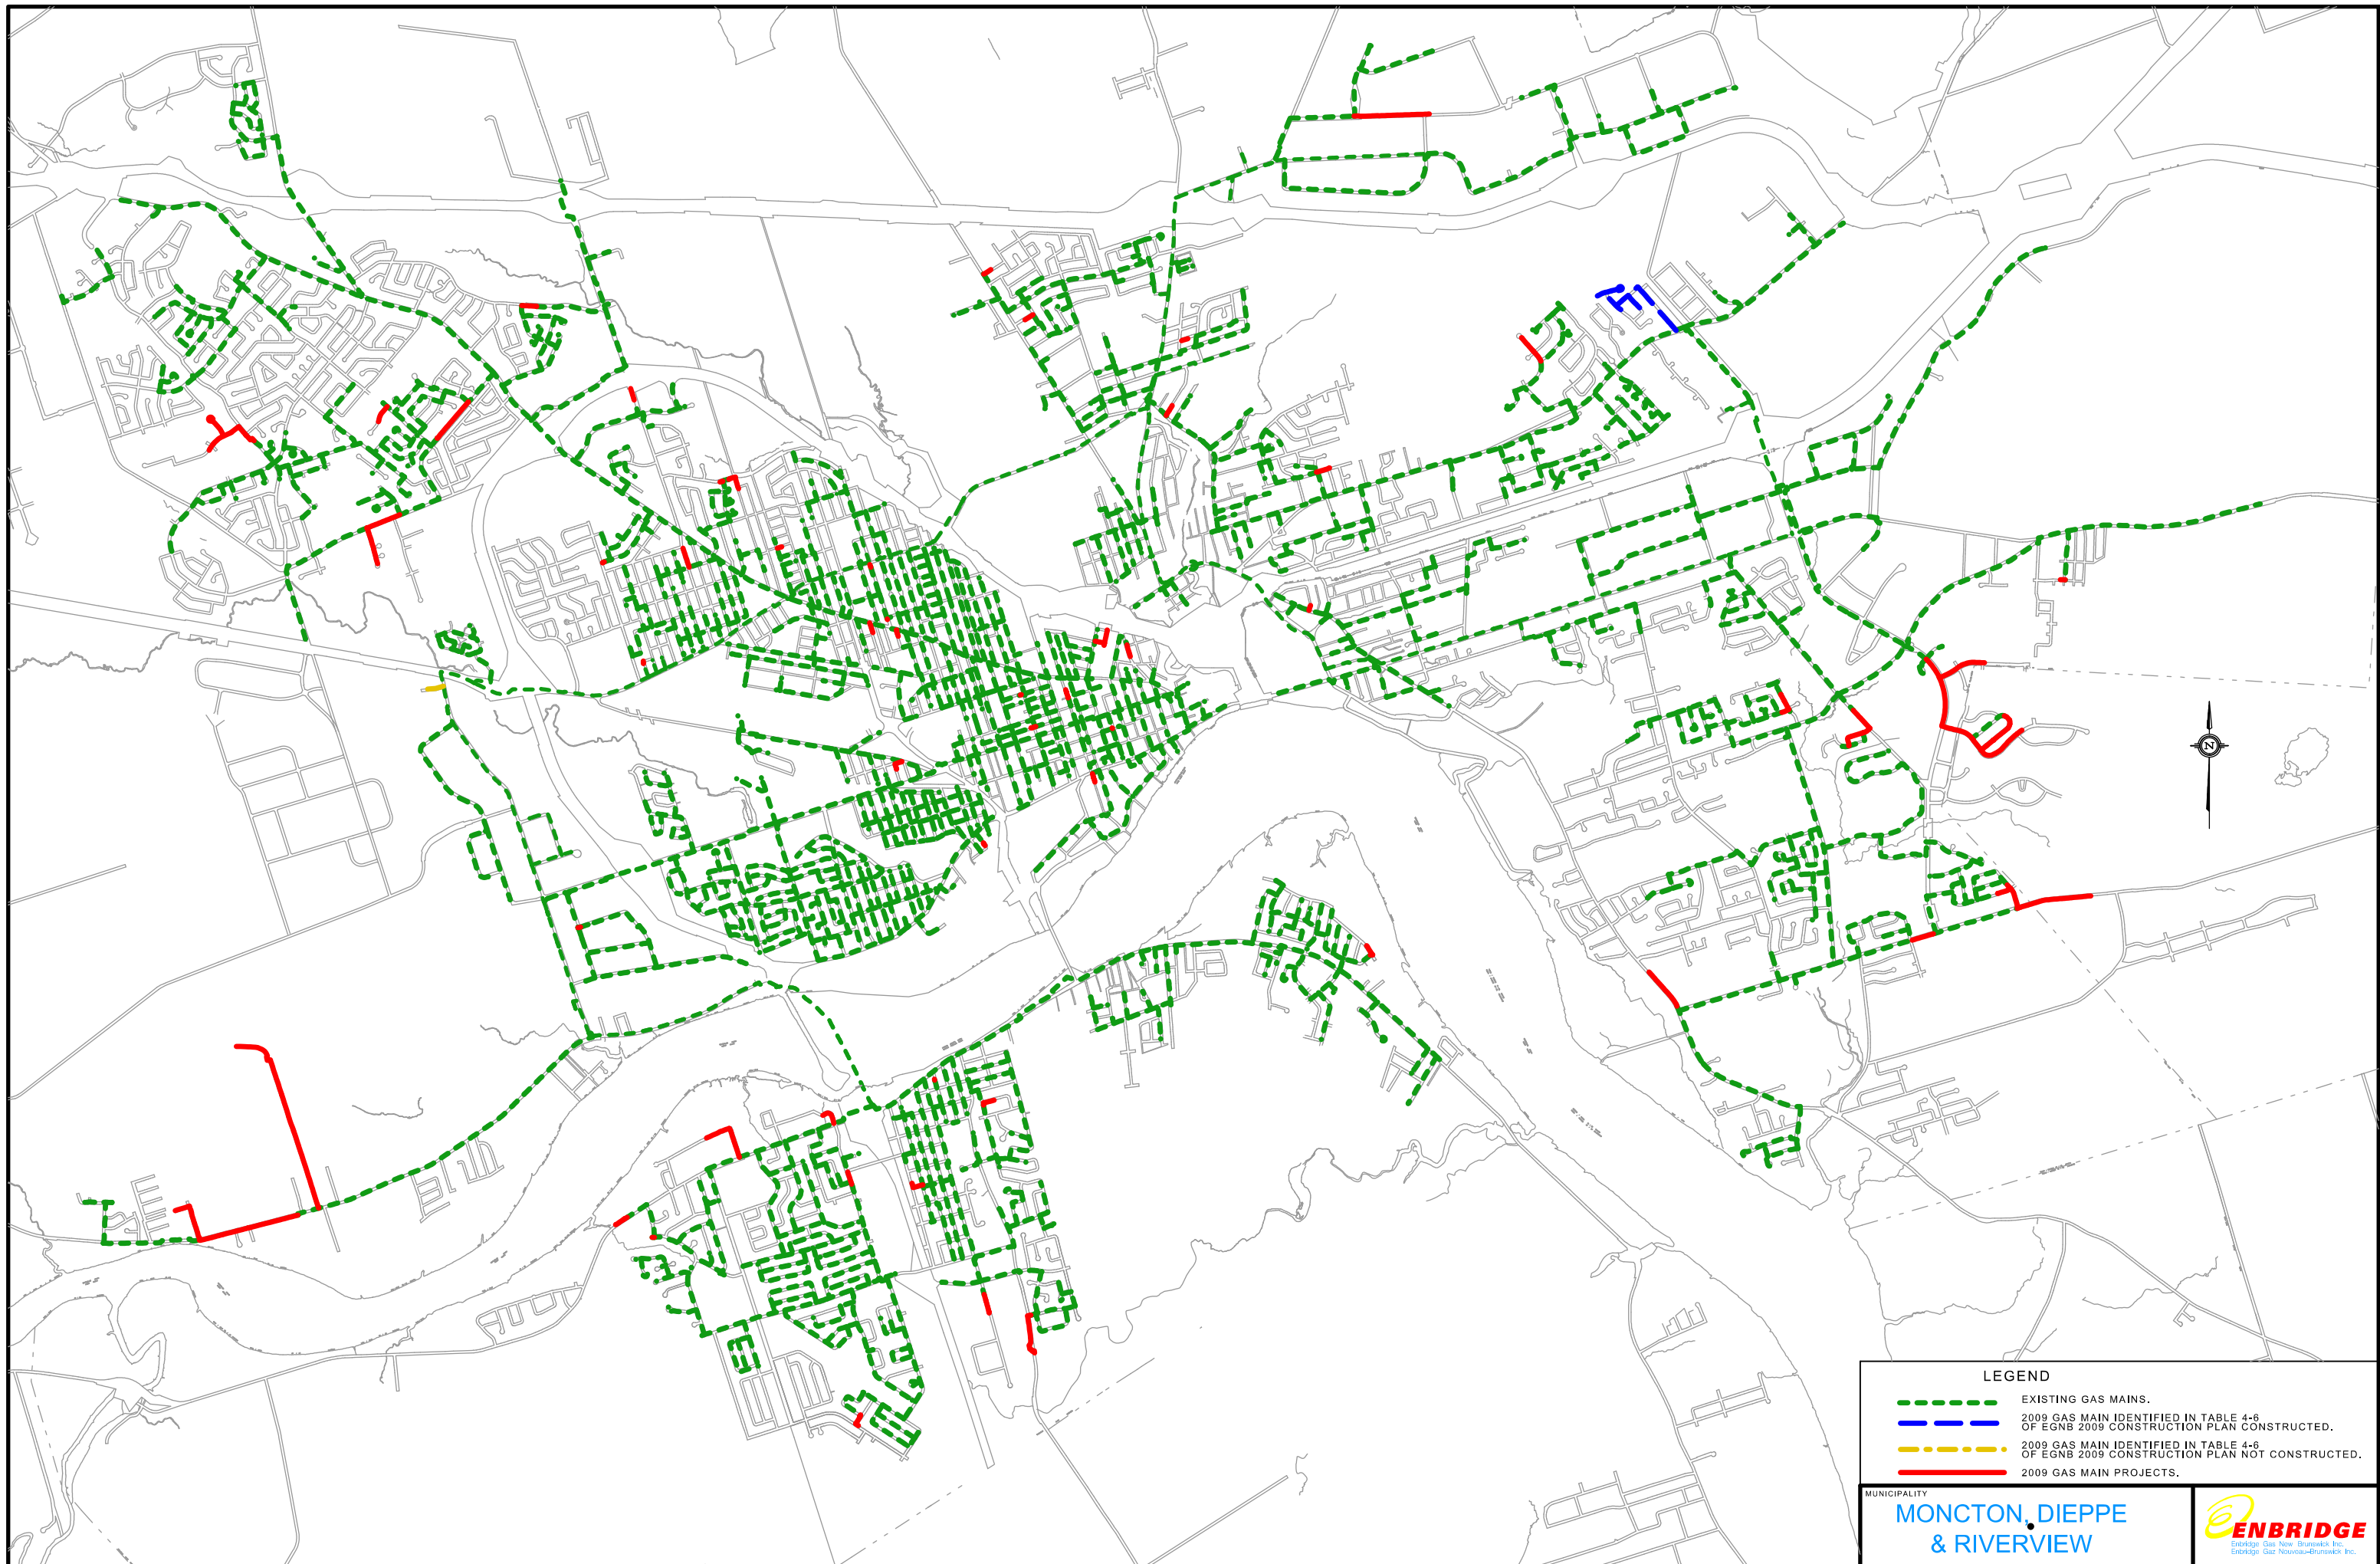 N
LEGEND
EXISTING GAS MAINS.
2009 GAS MAIN IDENTIFIED IN TABLE 4-6
OF EGNB 2009 CONSTRUCTION PLAN CONSTRUCTED.
2009 GAS MAIN IDENTIFIED IN TABLE 4-6
OF EGNB 2009 CONSTRUCTION PLAN NOT CONSTRUCTED.
2009 GAS MAIN PROJECTS.
MUNICIPALITY
MONCTON, DIEPPE
& RIVERVIEW
ENBRIDGE
Enbridge Gas New Brunswick Inc.
Enbridge Gaz Nouveau-Brunswick Inc.